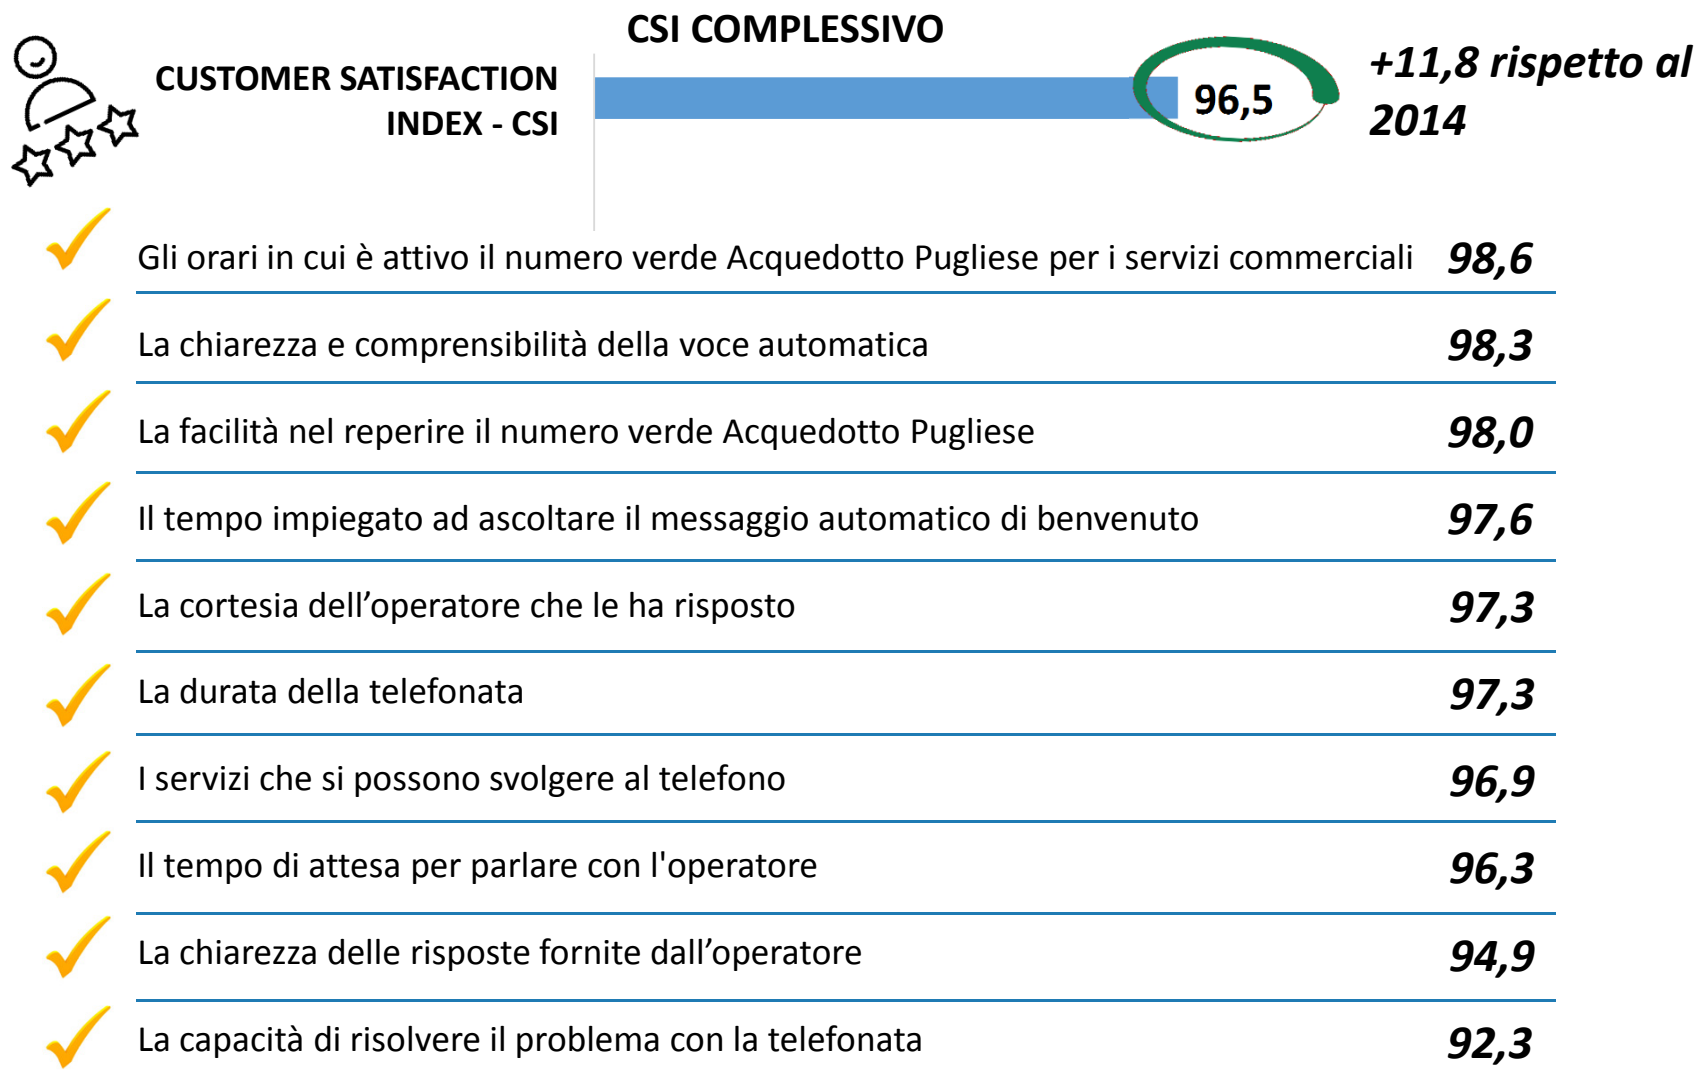 CSI COMPLESSIVO
CUSTOMER SATISFACTION
INDEX - CSI
96,5
+11,8 rispetto al
2014
Gli orari in cui è attivo il numero verde Acquedotto Pugliese per i servizi commerciali 98,6
La chiarezza e comprensibilità della voce automatica 98,3
La facilità nel reperire il numero verde Acquedotto Pugliese 98,0
Il tempo impiegato ad ascoltare il messaggio automatico di benvenuto 97,6
La cortesia dell’operatore che le ha risposto 97,3
La durata della telefonata 97,3
I servizi che si possono svolgere al telefono 96,9
Il tempo di attesa per parlare con l'operatore 96,3
La chiarezza delle risposte fornite dall’operatore 94,9
La capacità di risolvere il problema con la telefonata 92,3